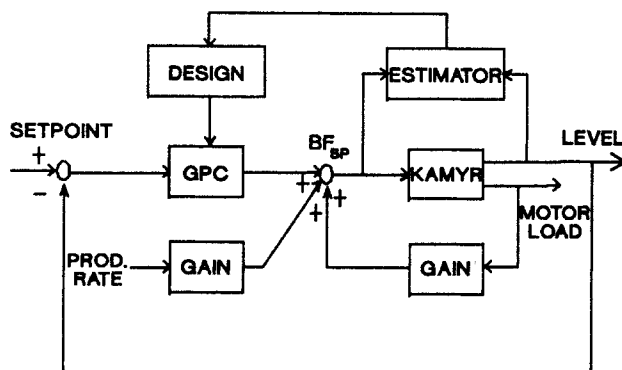 DESIGN
ESTIMATOR
SETPOINT
BF SP
LEVEL
+
-
GPC
+
+
+
KAMYR
MOTOR
LOAD
PROD.
RATE
GAIN
GAIN